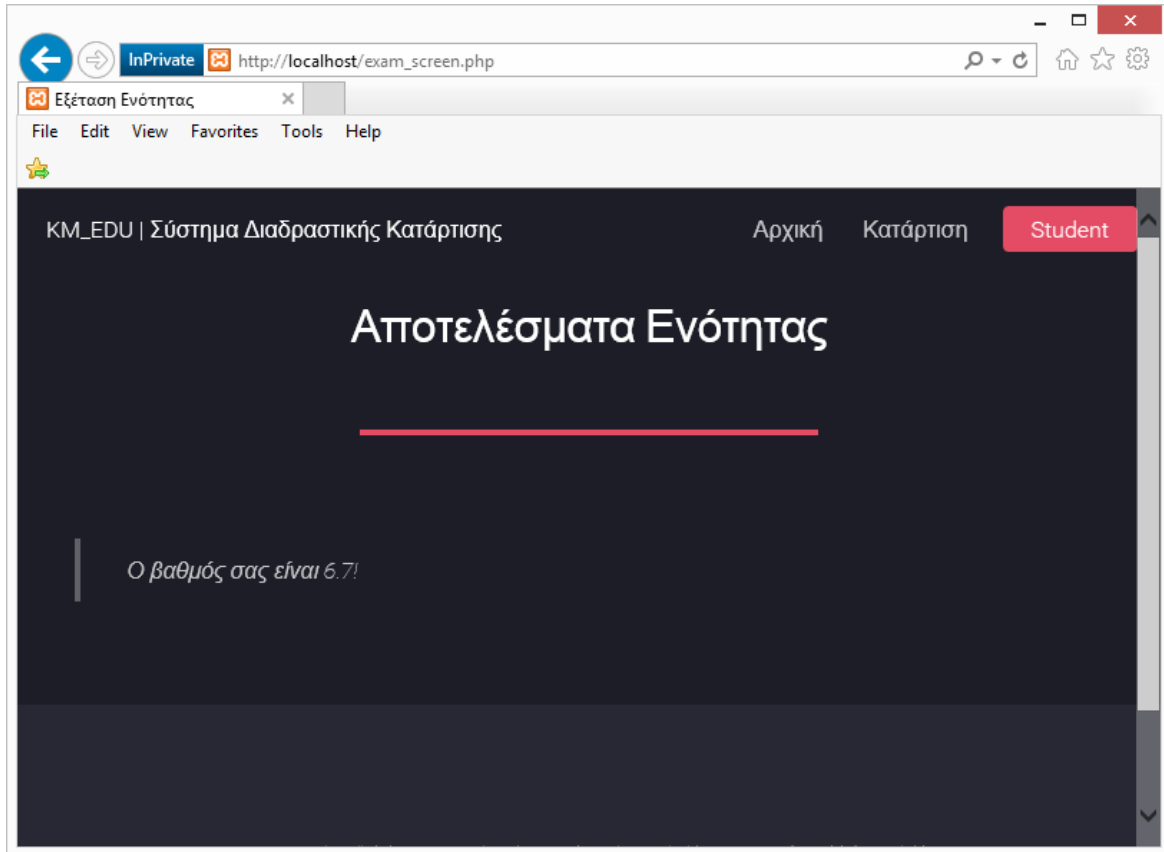 InPrivate http://localhost/exam_screen.php
Εξέταση Ενότητας
File Edit View Favorites Tools Help
KM_EDU | Σύστημα Διαδραστικής Κατάρτισης Αρχική Κατάρτιση Student
Αποτελέσματα Ενότητας
Ο βαθμός σας είναι 6.7!